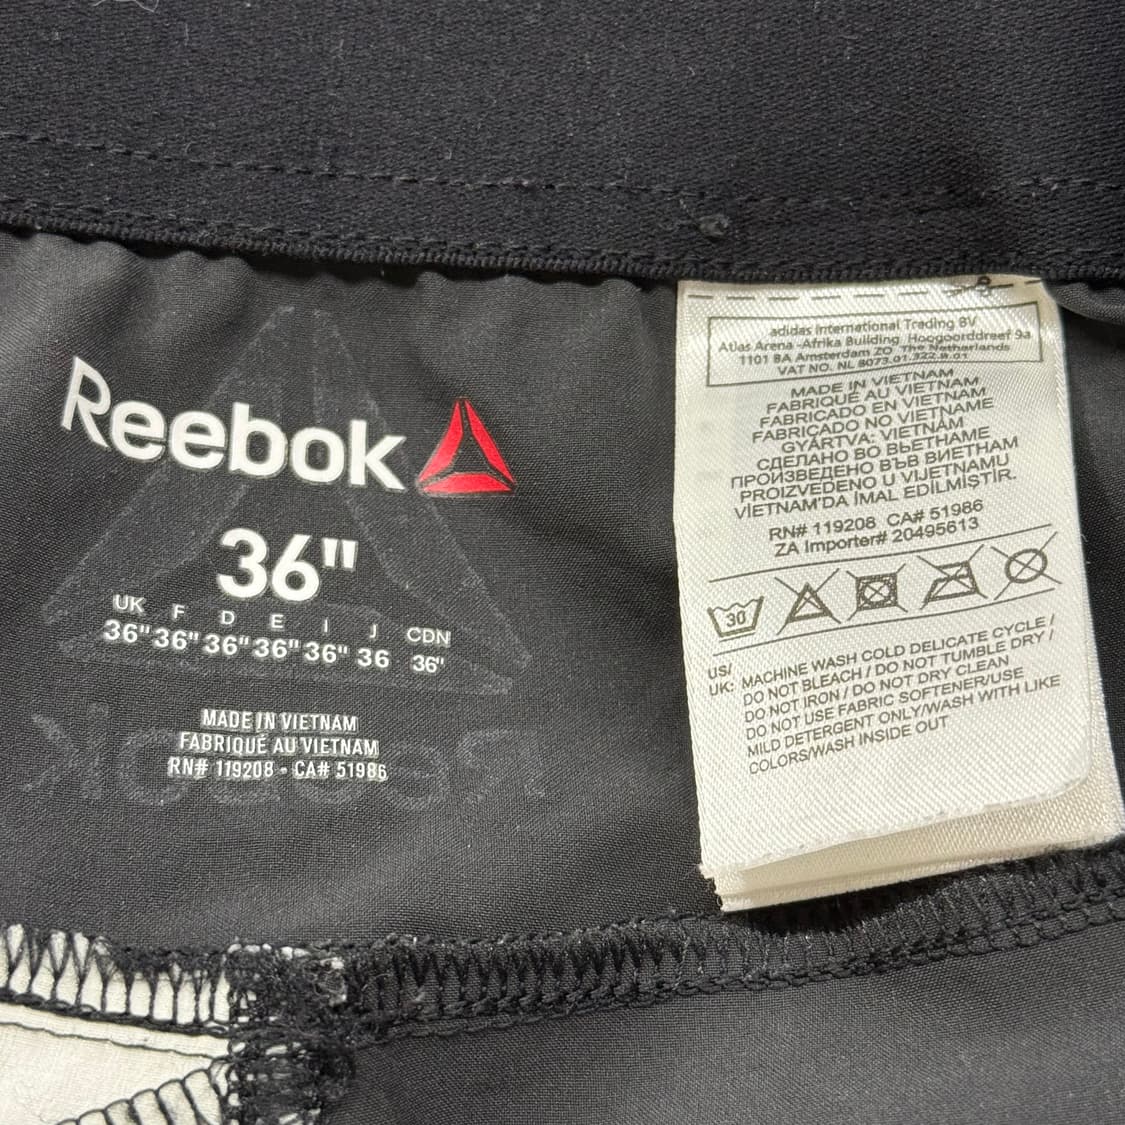 Reebok
36"
UK F D E I J CDN
36" 36" 36" 36" 36" 36 36"
MADE IN VIETNAM
FABRIQUÉ AU VIETNAM
RN# 119208 - CA# 51986
Reebok
adidas International Trading BV
Atlas Arena -Afrika Building Hoogoorddreef 9a
1101 BA Amsterdam ZO The Netherlands
VAT NO. NL 8073.01.322.B.01
MADE IN VIETNAM
FABRIQUÉ AU VIETNAM
FABRICADO EN VIETNAM
FABRICADO NO VIETNAME
GYÁRTVA: VIETNÁM
СДЕЛАНО ВО ВЬЕТНАМЕ
ПРОИЗВЕДЕНО ВЪВ ВИЕТНАМ
PROIZVEDENO U VIJETNAMU
VİETNAM'DA İMAL EDİLMİŞTİR.
RN# 119208 CA# 51986
ZA Importer# 20495613
30
US/ MACHINE WASH COLD DELICATE CYCLE /
UK: DO NOT BLEACH / DO NOT TUMBLE DRY /
DO NOT IRON / DO NOT DRY CLEAN
DO NOT USE FABRIC SOFTENER/USE
MILD DETERGENT ONLY/WASH WITH LIKE
COLORS/WASH INSIDE OUT